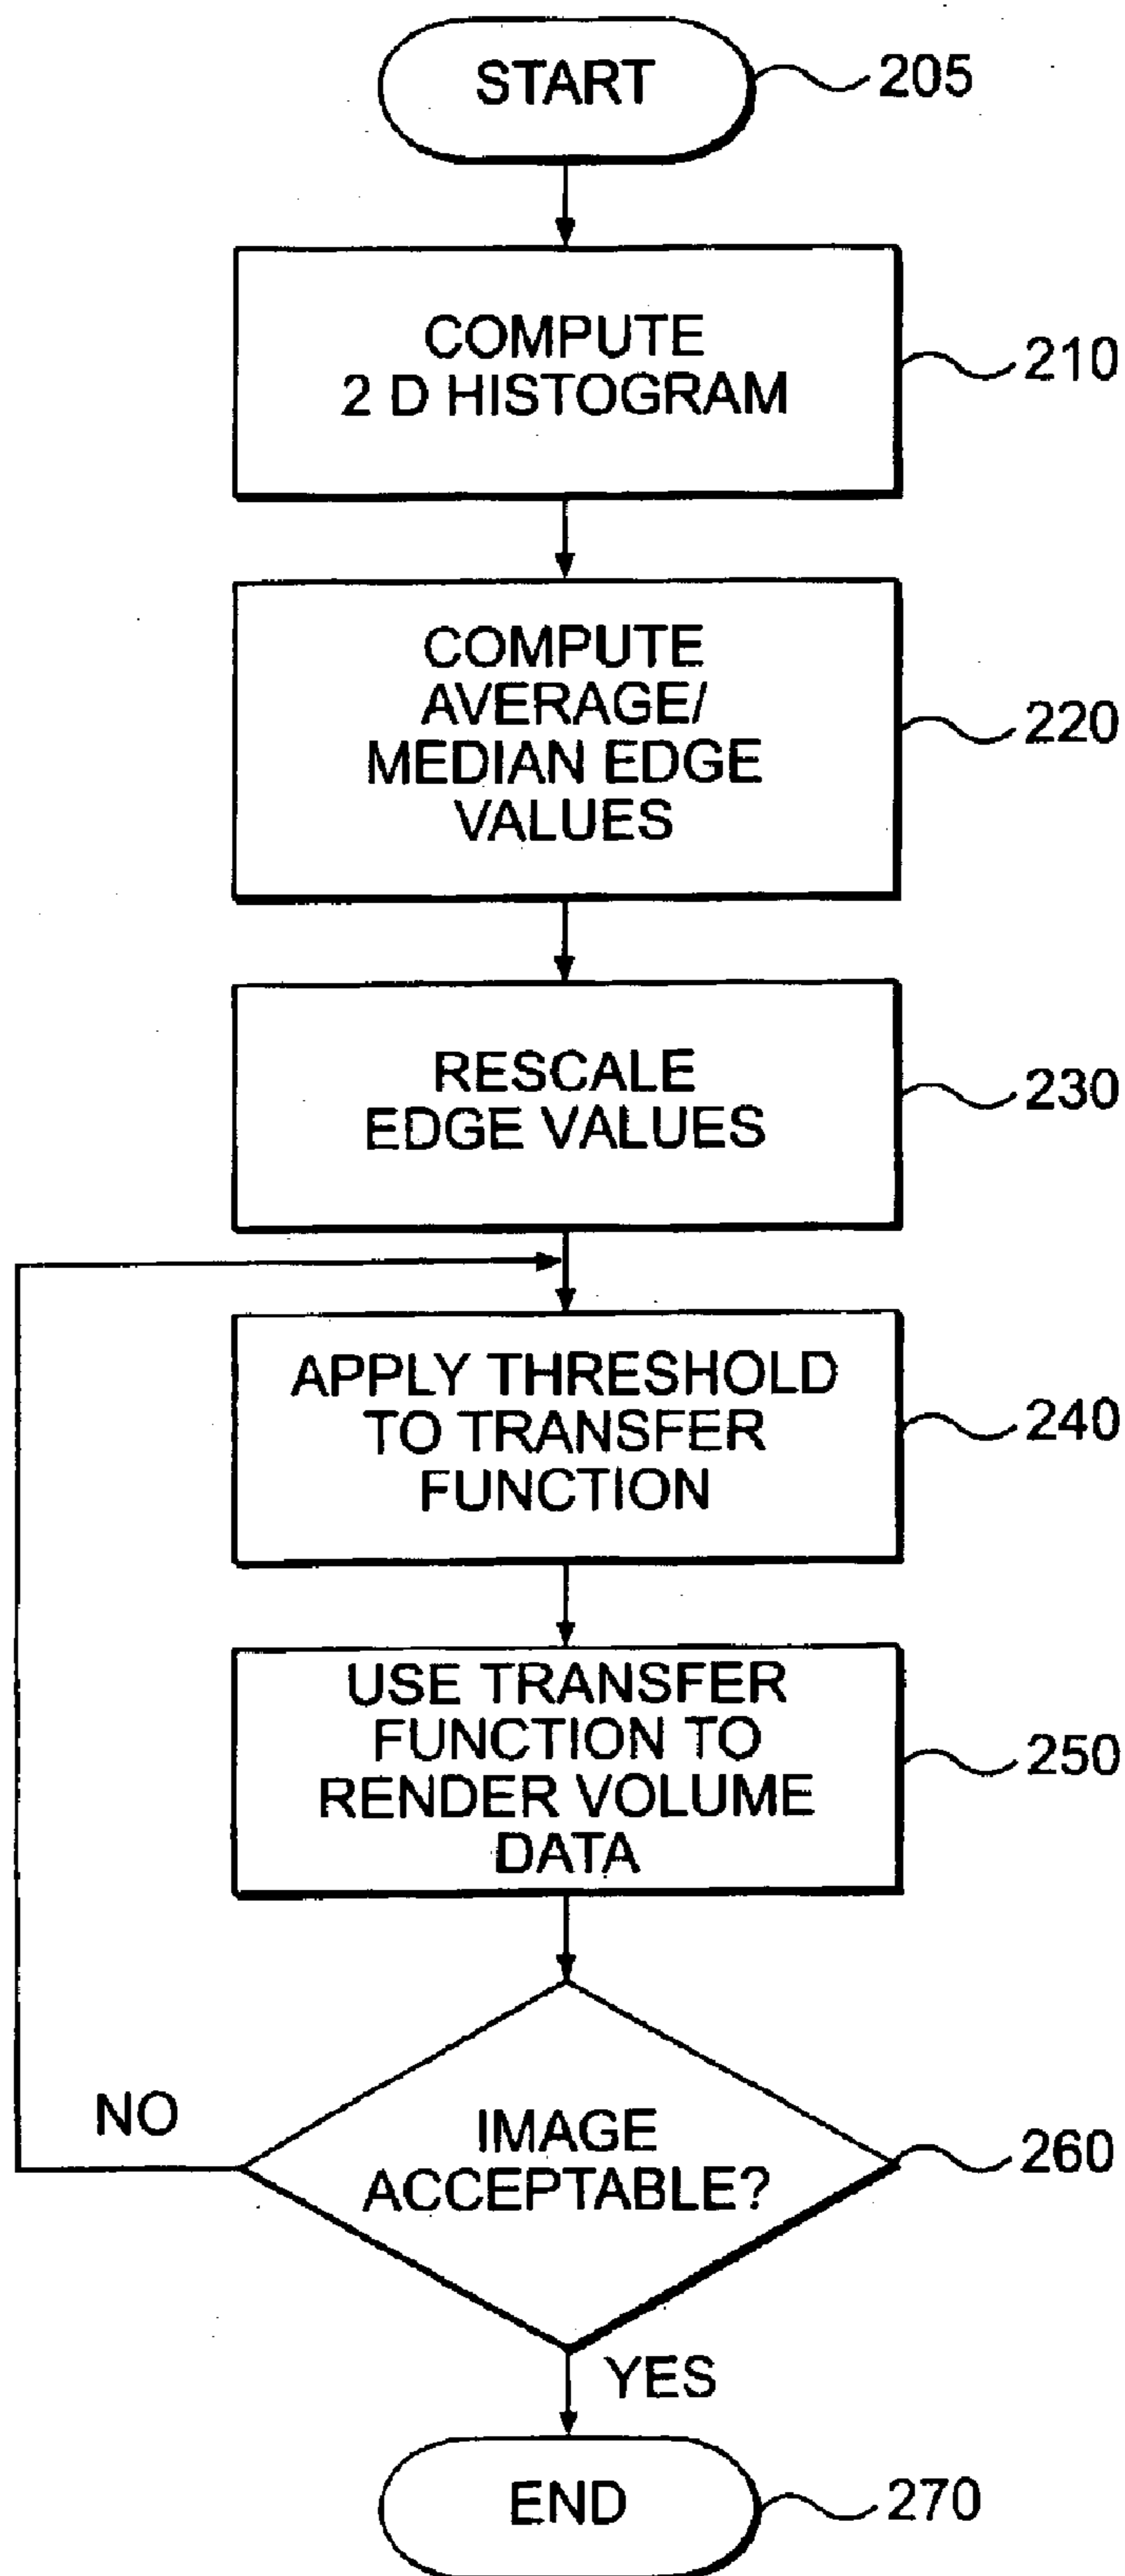 START
205
COMPUTE
2 D HISTOGRAM
210
COMPUTE
AVERAGE/
MEDIAN EDGE
VALUES
220
RESCALE
EDGE VALUES
230
APPLY THRESHOLD
TO TRANSFER
FUNCTION
240
USE TRANSFER
FUNCTION TO
RENDER VOLUME
DATA
250
NO
IMAGE
ACCEPTABLE?
260
YES
END
270